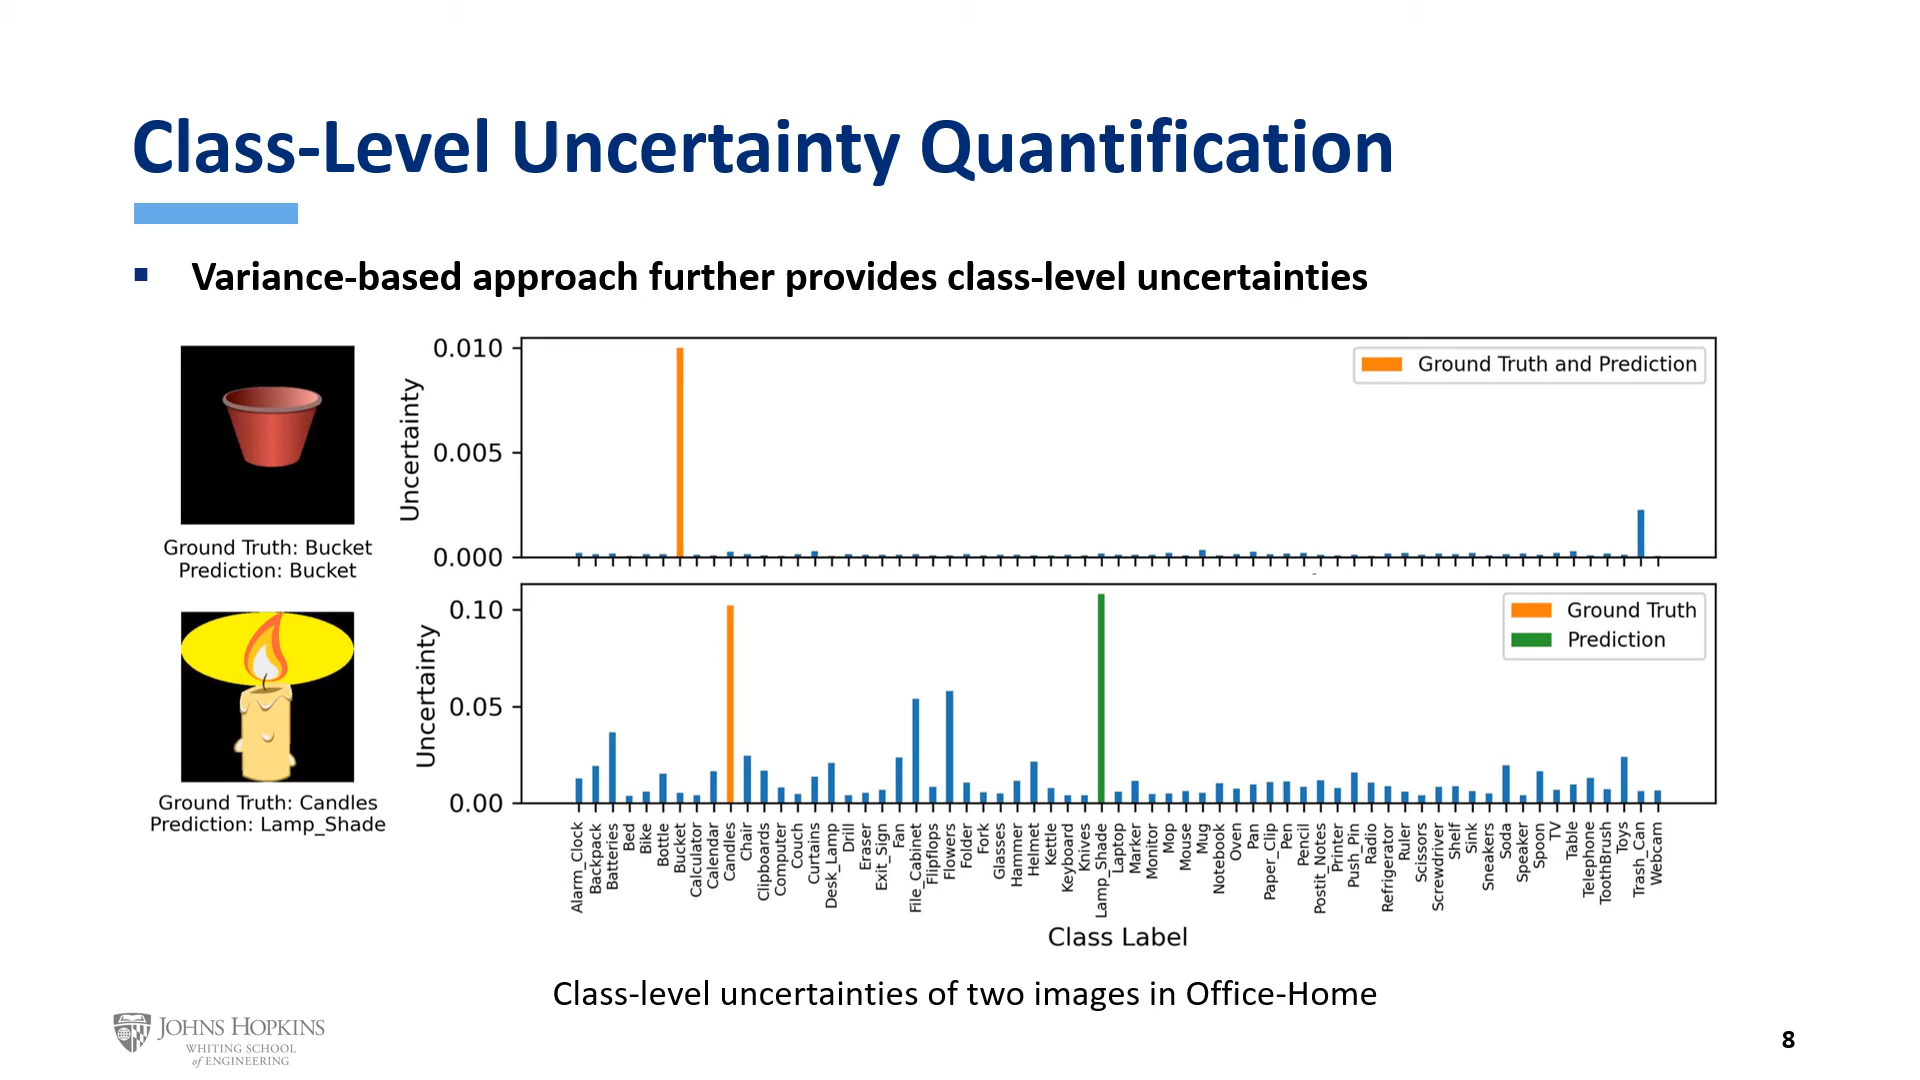 Class-Level Uncertainty Quantification
▪ Variance-based approach further provides class-level uncertainties
Ground Truth: Bucket
Prediction: Bucket
Uncertainty
0.010
0.005
0.000
Ground Truth and Prediction
Ground Truth: Candles
Prediction: Lamp_Shade
Uncertainty
0.10
0.05
0.00
Ground Truth
Prediction
Alarm_Clock
Backpack
Batteries
Bed
Bike
Bottle
Bucket
Calculator
Calendar
Candles
Chair
Clipboards
Computer
Couch
Curtains
Desk_Lamp
Drill
Eraser
Exit_Sign
Fan
File_Cabinet
Flipflops
Flowers
Folder
Fork
Glasses
Hammer
Helmet
Kettle
Keyboard
Knives
Lamp_Shade
Laptop
Marker
Monitor
Mop
Mouse
Mug
Notebook
Oven
Pan
Paper_Clip
Pen
Pencil
Postit_Notes
Printer
Push_Pin
Radio
Refrigerator
Ruler
Scissors
Screwdriver
Shelf
Sink
Sneakers
Soda
Speaker
Spoon
TV
Table
Telephone
ToothBrush
Toys
Trash_Can
Webcam
Class Label
Class-level uncertainties of two images in Office-Home
JOHNS HOPKINS
WHITING SCHOOL
of ENGINEERING
8